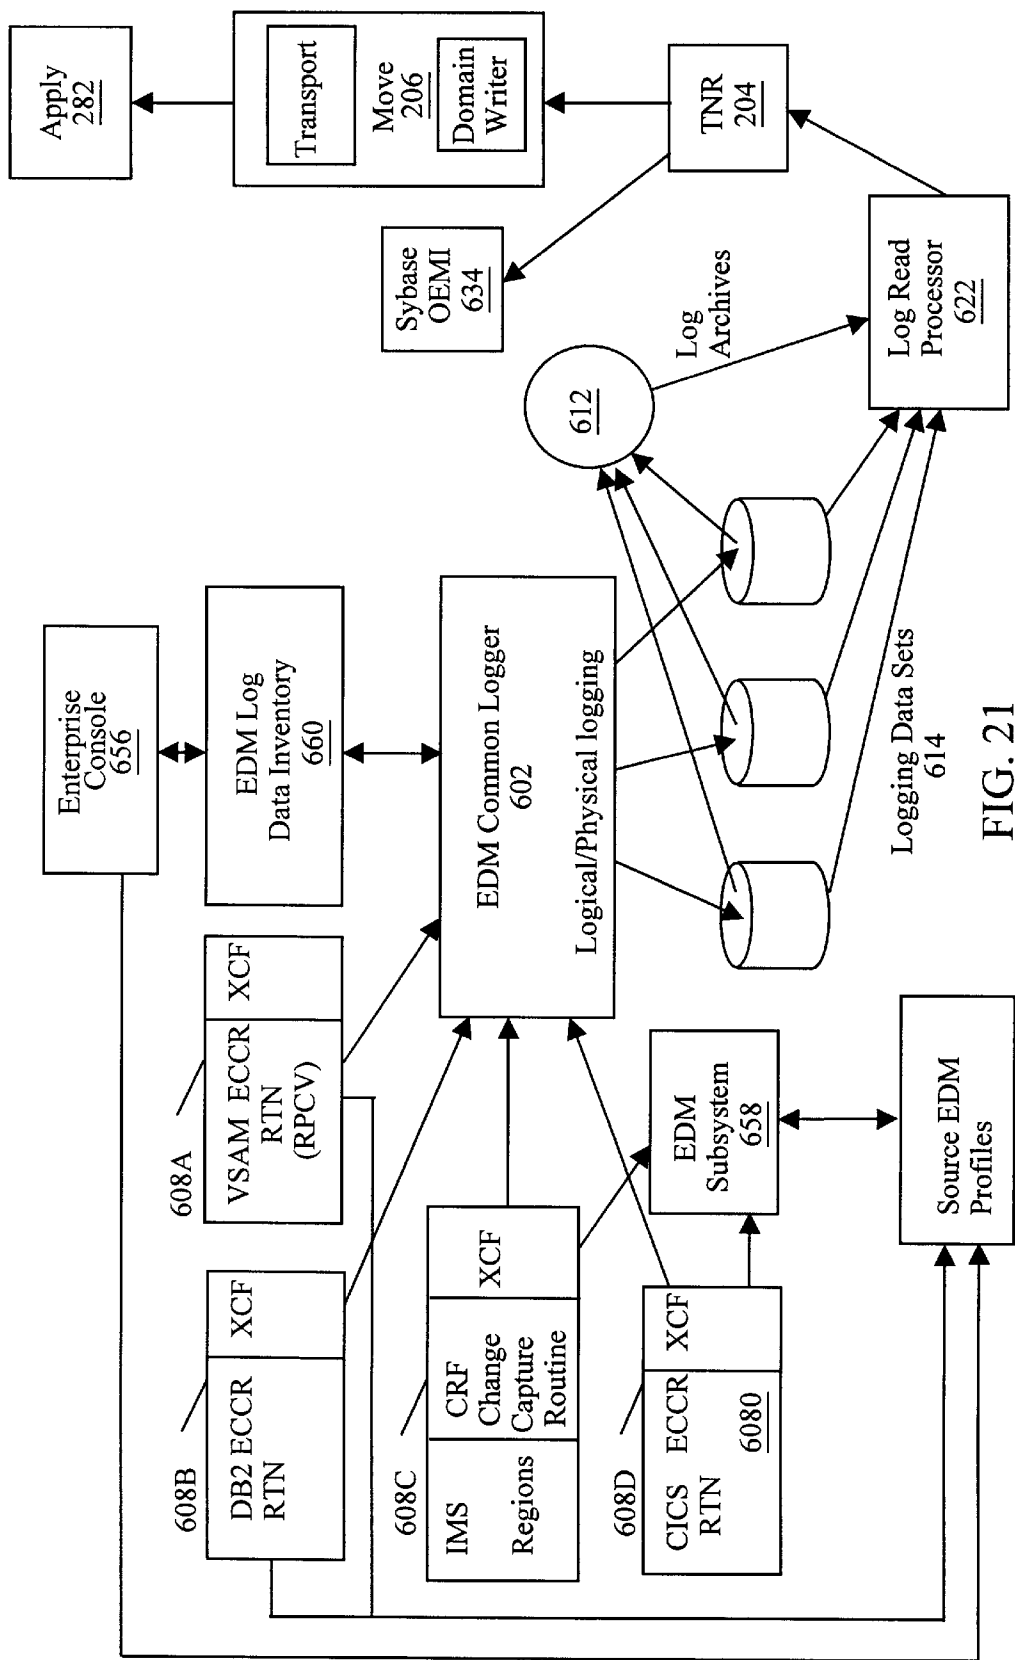 Enterprise
Console
656
EDM Log
Data Inventory
660
608A
VSAM ECCR
RTN
(RPCV)
XCF
608B
DB2 ECCR
RTN
XCF
608C
IMS
Regions
CRF
Change
Capture
Routine
XCF
608D
CICS ECCR
RTN
6080
XCF
EDM Common Logger
602
Logical/Physical logging
EDM
Subsystem
658
Source EDM
Profiles
Logging Data Sets
614
612
Log
Archives
Log Read
Processor
622
TNR
204
Sybase
OEMI
634
Transport
Move
206
Domain
Writer
Apply
282
FIG. 21